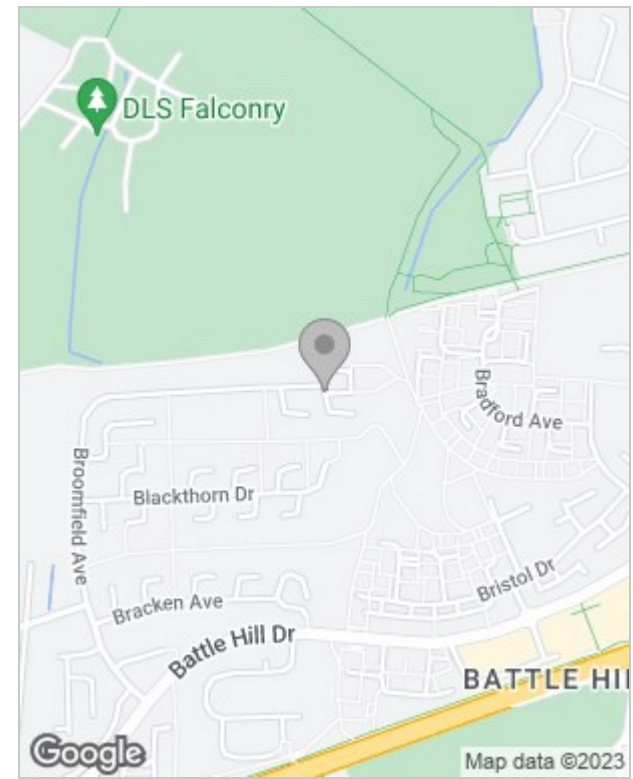 DLS Falconry
Bradford Ave
Broomfield Ave
Blackthorn Dr
Bristol Dr
Bracken Ave
Battle Hill Dr
BATTLE HI
Google
Map data ©2023